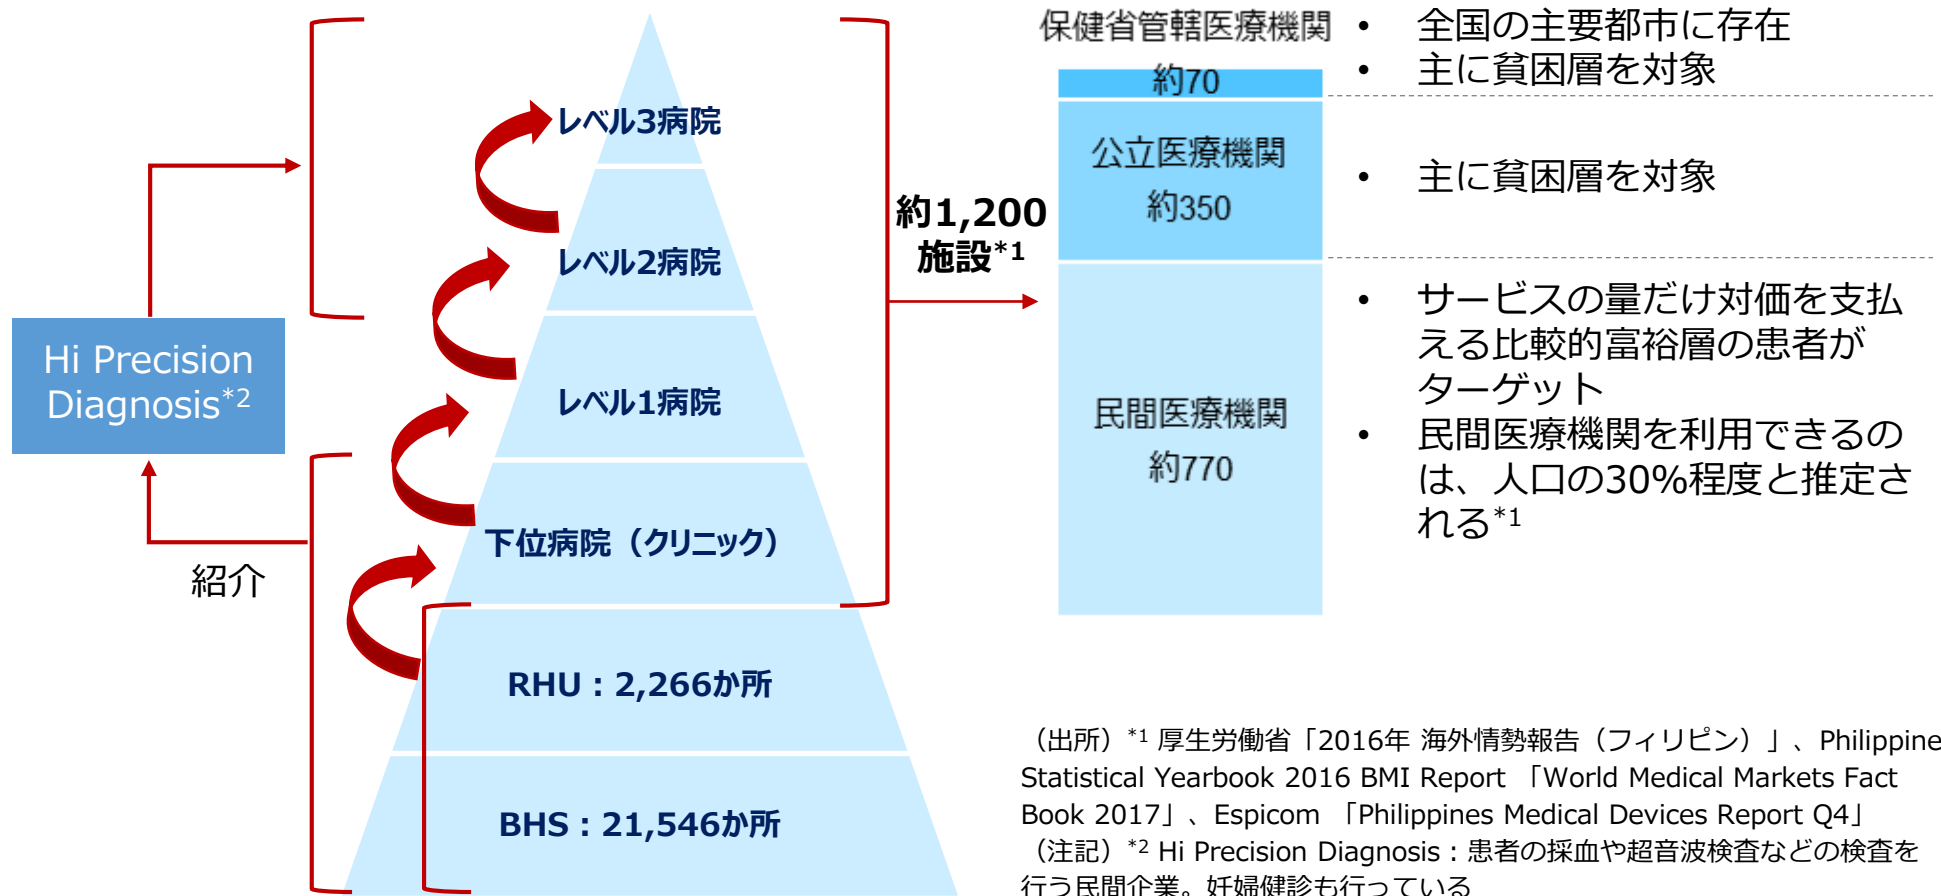 レベル3病院
レベル2病院
レベル1病院
下位病院（クリニック）
RHU：2,266か所
BHS：21,546か所
Hi Precision
Diagnosis*2
紹介
約1,200
施設*1
保健省管轄医療機関
約70
公立医療機関
約350
民間医療機関
約770
• 全国の主要都市に存在
• 主に貧困層を対象
• 主に貧困層を対象
• サービスの量だけ対価を支払
える比較的富裕層の患者が
ターゲット
• 民間医療機関を利用できるの
は、人口の30%程度と推定さ
れる*1
（出所）*1 厚生労働省「2016年 海外情勢報告（フィリピン）」、Philippine
Statistical Yearbook 2016 BMI Report 「World Medical Markets Fact
Book 2017」、Espicom 「Philippines Medical Devices Report Q4」
（注記）*2 Hi Precision Diagnosis：患者の採血や超音波検査などの検査を
行う民間企業。妊婦健診も行っている